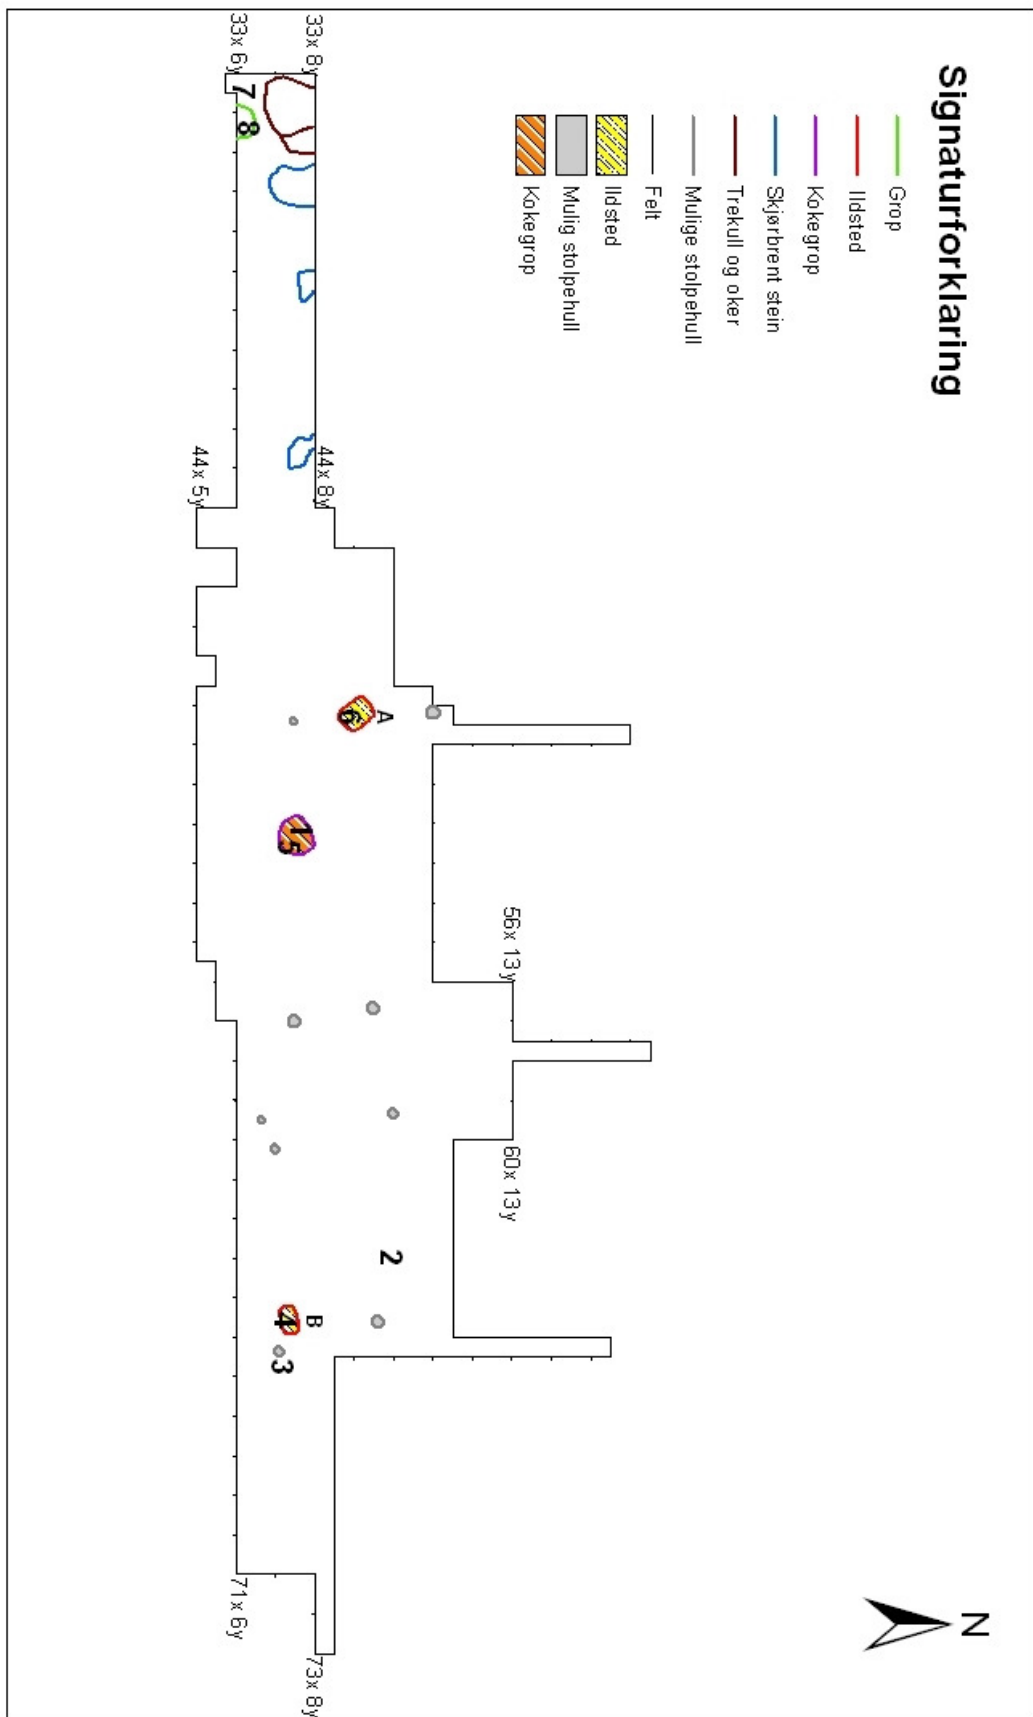 Signaturforklaring
Grop
Ildsted
Kokegrop
Skjørbrent stein
Trekull og oker
Mulige stolpehull
Felt
Ildsted
Mulig stolpehull
Kokegrop
N
33x 8y
33x 6y
7
8
44x 8y
44x 5y
A
6
1
5
56x 13y
60x 13y
2
B
4
3
71x 6y
73x 8y